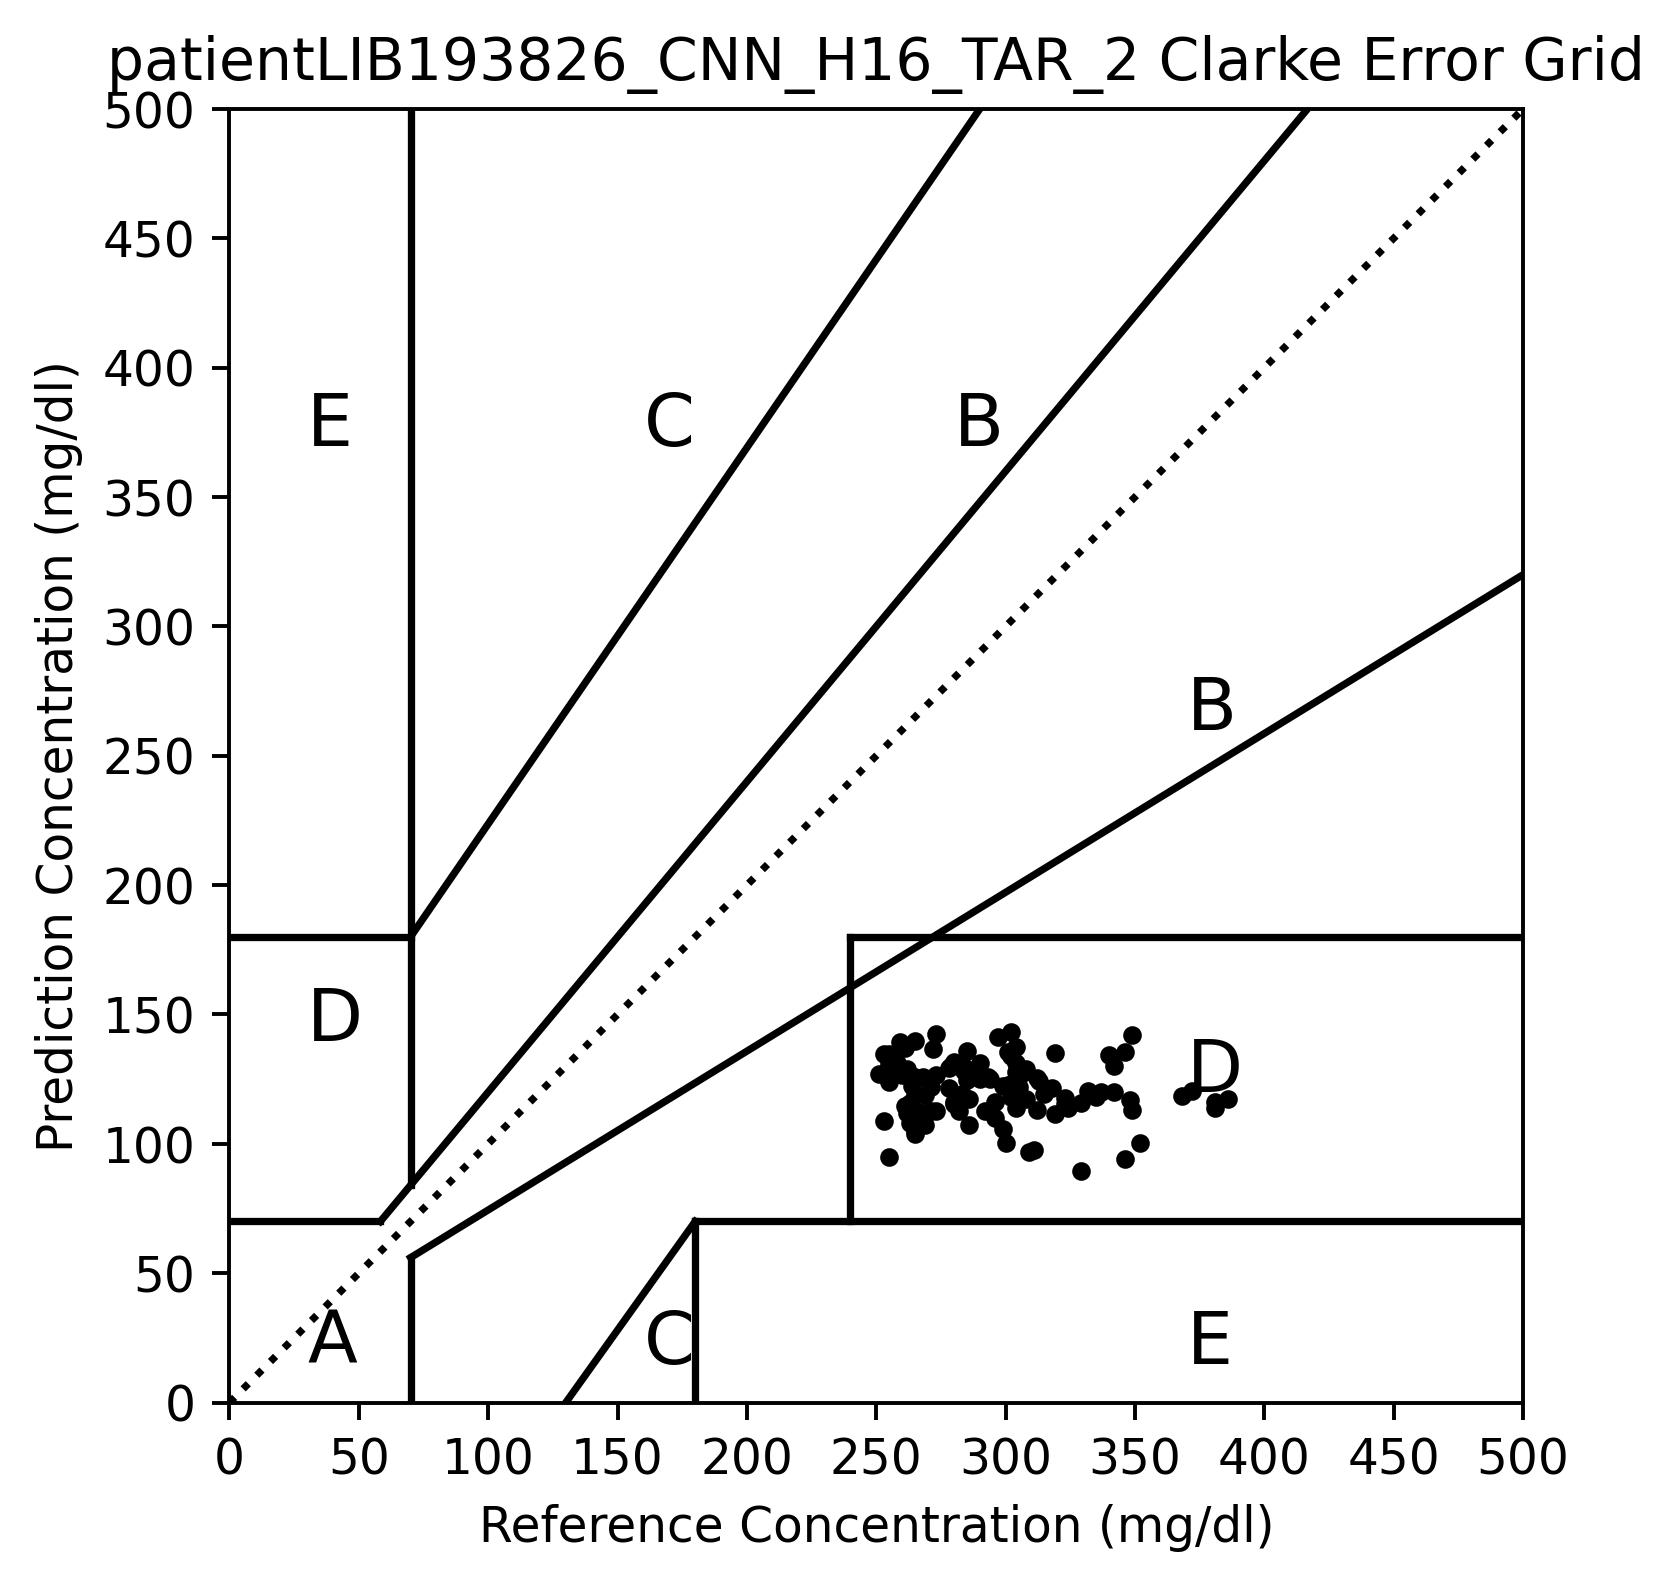 patientLIB193826_CNN_H16_TAR_2 Clarke Error Grid
500
450
400
350
300
250
200
150
100
50
0
Prediction Concentration (mg/dl)
E
C
B
B
D
D
A
C
E
0 50 100 150 200 250 300 350 400 450 500
Reference Concentration (mg/dl)